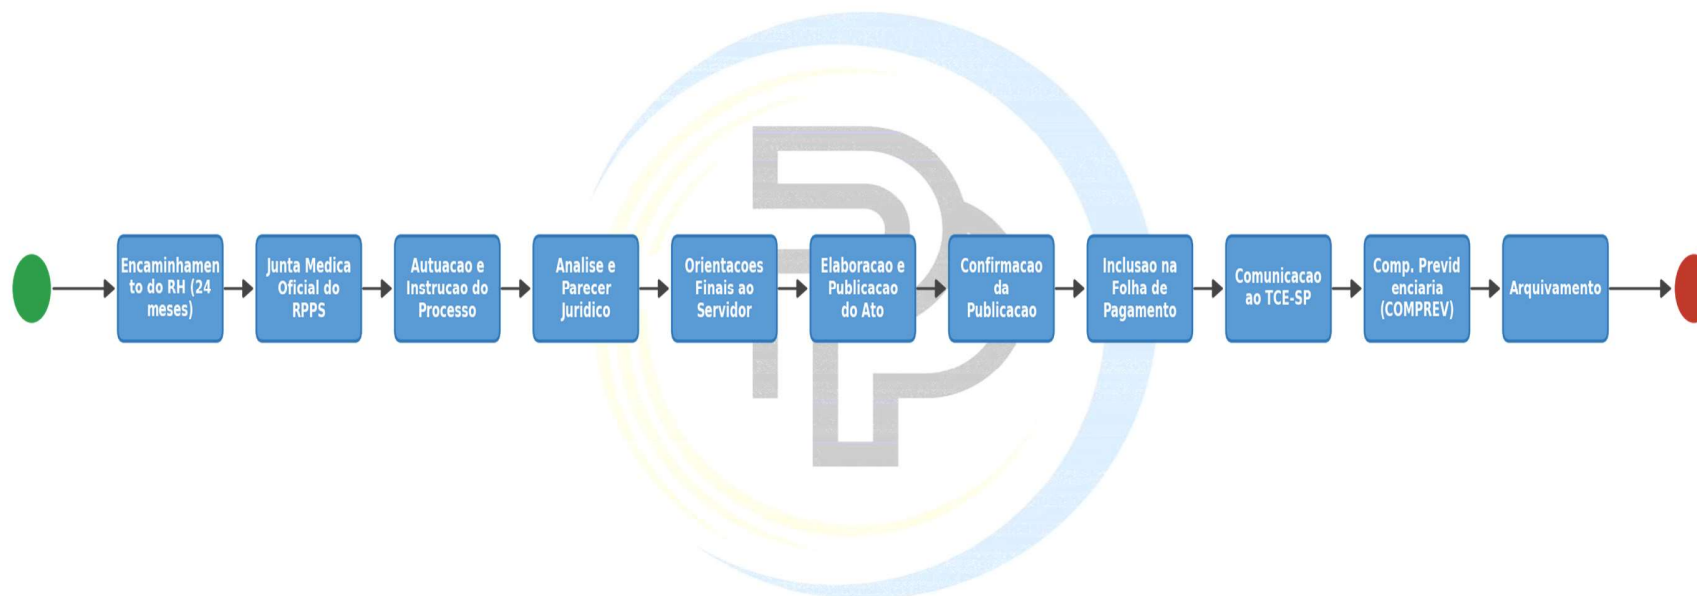 Encaminhamen
to do RH (24
meses)
Junta Medica
Oficial do
RPPS
Autuacao e
Instrucao do
Processo
Analise e
Parecer
Juridico
Orientacoes
Finais ao
Servidor
Elaboracao e
Publicacao
do Ato
Confirmacao
da
Publicacao
Inclusao na
Folha de
Pagamento
Comunicacao
ao TCE-SP
Comp. Previd
enciaria
(COMPREV)
Arquivamento